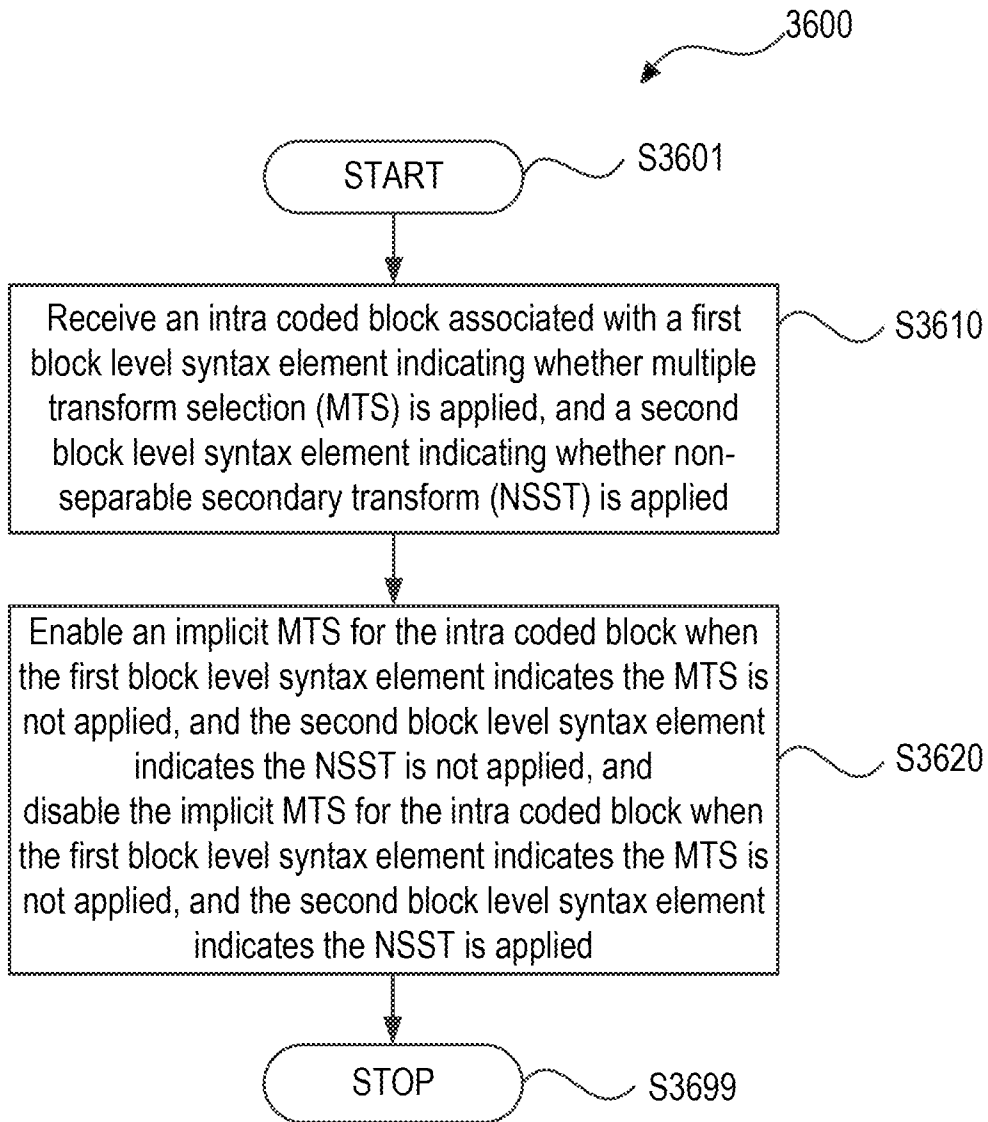 3600
START
S3601
Receive an intra coded block associated with a first
block level syntax element indicating whether multiple
transform selection (MTS) is applied, and a second
block level syntax element indicating whether non-
separable secondary transform (NSST) is applied
S3610
Enable an implicit MTS for the intra coded block when
the first block level syntax element indicates the MTS is
not applied, and the second block level syntax element
indicates the NSST is not applied, and
disable the implicit MTS for the intra coded block when
the first block level syntax element indicates the MTS is
not applied, and the second block level syntax element
indicates the NSST is applied
S3620
STOP
S3699